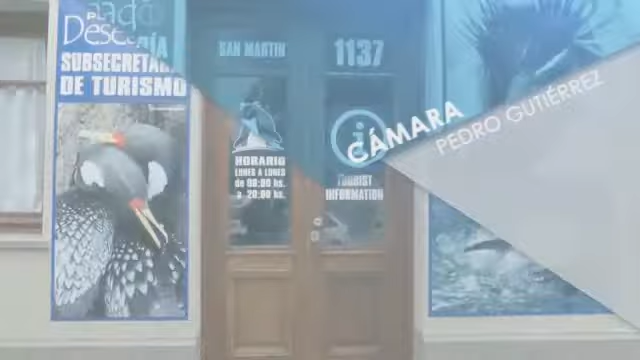 SUBSECRETARÍA
DE TURISMO
SAN MARTIN
1137
HORARIO
LUNES A LUNES
de 08:00 hs.
a 20:00 hs.
TOURIST
INFORMATION
CÁMARA
PEDRO GUTIÉRREZ